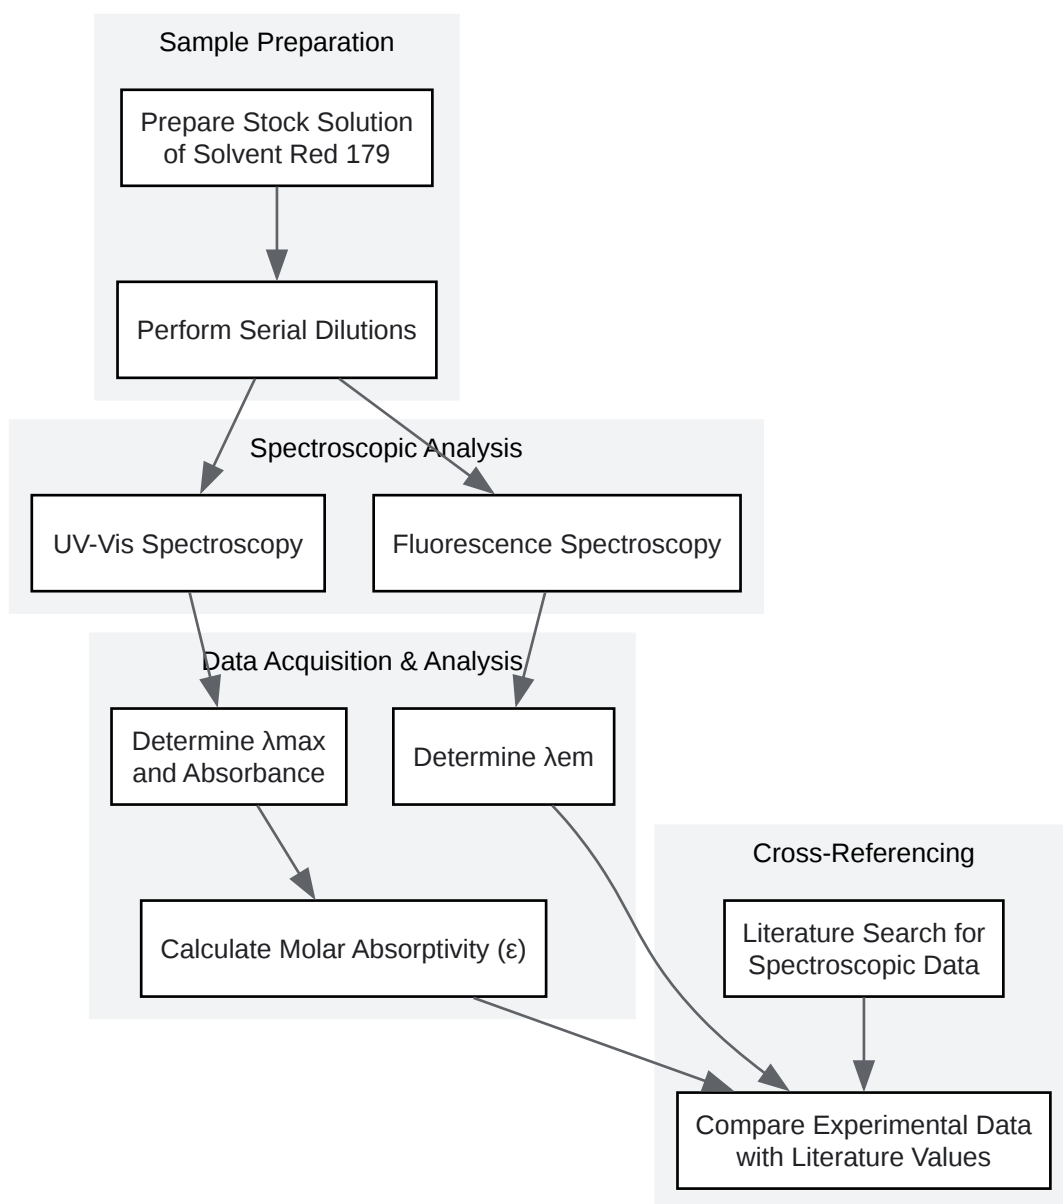 Sample Preparation
Prepare Stock Solution
of Solvent Red 179
Perform Serial Dilutions
Spectroscopic Analysis
UV-Vis Spectroscopy
Fluorescence Spectroscopy
Data Acquisition & Analysis
Determine λmax
and Absorbance
Determine λem
Calculate Molar Absorptivity (ε)
Cross-Referencing
Literature Search for
Spectroscopic Data
Compare Experimental Data
with Literature Values